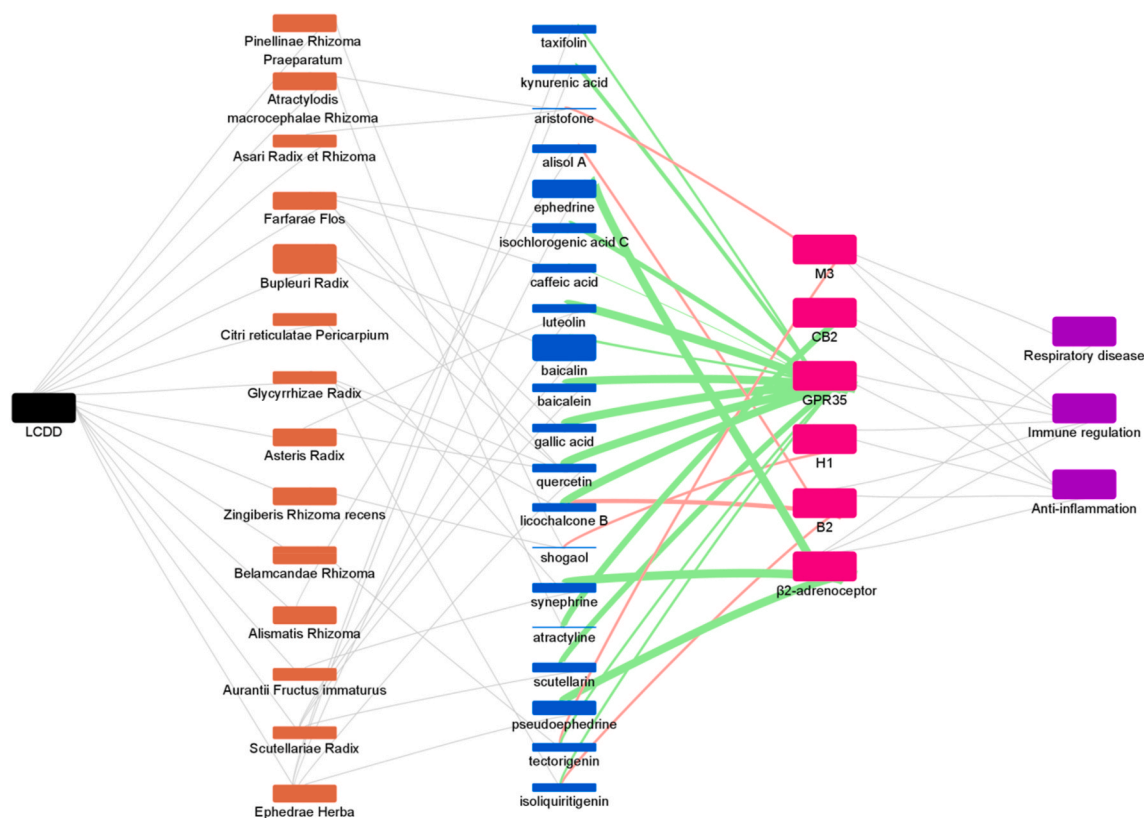 LCDD
Pinellinae Rhizoma
Praeparatum
Atractylodis
macrocephalae Rhizoma
Asari Radix et Rhizoma
Farfarae Flos
Bupleuri Radix
Citri reticulatae Pericarpium
Glycyrrhizae Radix
Asteris Radix
Zingiberis Rhizoma recens
Belamcandae Rhizoma
Alismatis Rhizoma
Aurantii Fructus immaturus
Scutellariae Radix
Ephedrae Herba
taxifolin
kynurenic acid
aristofone
alisol A
ephedrine
isochlorogenic acid C
caffeic acid
luteolin
baicalin
baicalein
gallic acid
quercetin
licochalcone B
shogaol
synephrine
atractyline
scutellarin
pseudoephedrine
tectorigenin
isoliquiritigenin
M3
CB2
GPR35
H1
B2
β2-adrenoceptor
Respiratory disease
Immune regulation
Anti-inflammation